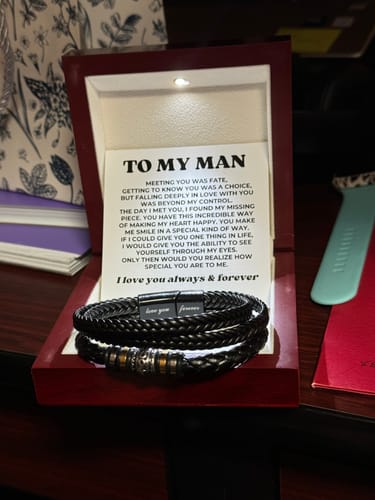 TO MY MAN
MEETING YOU WAS FATE,
GETTING TO KNOW YOU WAS A CHOICE,
BUT FALLING DEEPLY IN LOVE WITH YOU
WAS BEYOND MY CONTROL.
THE DAY I MET YOU, I FOUND MY MISSING
PIECE. YOU HAVE THIS INCREDIBLE WAY
OF MAKING MY HEART HAPPY. YOU MAKE
ME SMILE IN A SPECIAL KIND OF WAY.
IF I COULD GIVE YOU ONE THING IN LIFE,
I WOULD GIVE YOU THE ABILITY TO SEE
YOURSELF THROUGH MY EYES.
ONLY THEN WOULD YOU REALIZE HOW
SPECIAL YOU ARE TO ME.
I love you always & forever
love you forever